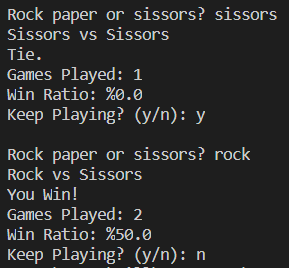 Rock paper or sissors? sissors
Sissors vs Sissors
Tie.
Games Played: 1
Win Ratio: %0.0
Keep Playing? (y/n): y

Rock paper or sissors? rock
Rock vs Sissors
You Win!
Games Played: 2
Win Ratio: %50.0
Keep Playing? (y/n): n